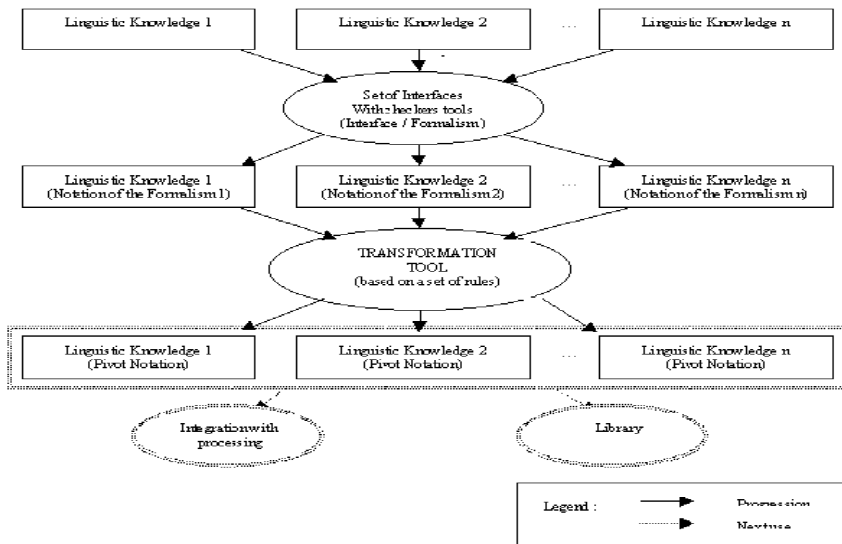 Linguistic Knowledge 1
Linguistic Knowledge 2
...
Linguistic Knowledge n
Set of Interfaces
With checkers tools
(Interface / Formalism)
Linguistic Knowledge 1
(Notation of the Formalism 1)
Linguistic Knowledge 2
(Notation of the Formalism 2)
...
Linguistic Knowledge n
(Notation of the Formalism n)
TRANSFORMATION
TOOL
(based on a set of rules)
Linguistic Knowledge 1
(Pivot Notation)
Linguistic Knowledge 2
(Pivot Notation)
...
Linguistic Knowledge n
(Pivot Notation)
Integration with
processing
Library
Legend :
Progression
Next use